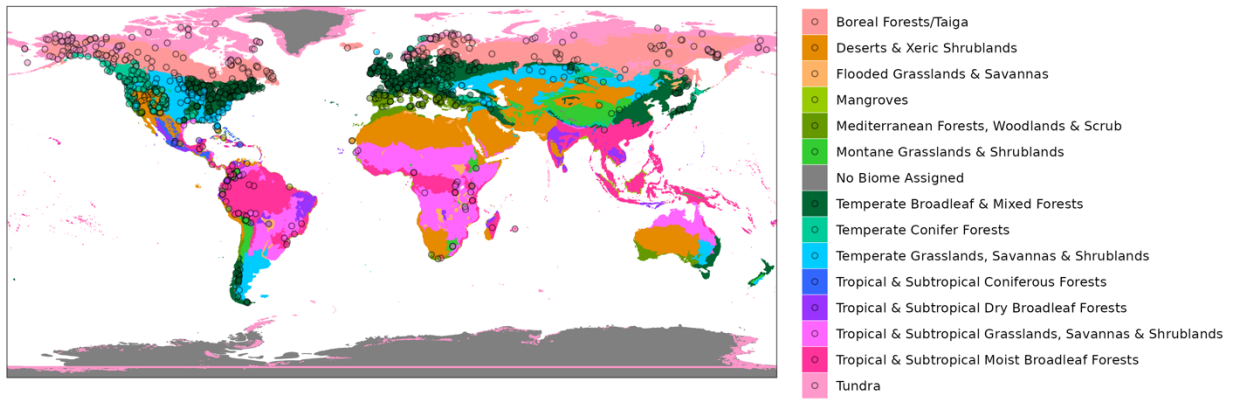 Boreal Forests/Taiga
Deserts & Xeric Shrublands
Flooded Grasslands & Savannas
Mangroves
Mediterranean Forests, Woodlands & Scrub
Montane Grasslands & Shrublands
No Biome Assigned
Temperate Broadleaf & Mixed Forests
Temperate Conifer Forests
Temperate Grasslands, Savannas & Shrublands
Tropical & Subtropical Coniferous Forests
Tropical & Subtropical Dry Broadleaf Forests
Tropical & Subtropical Grasslands, Savannas & Shrublands
Tropical & Subtropical Moist Broadleaf Forests
Tundra